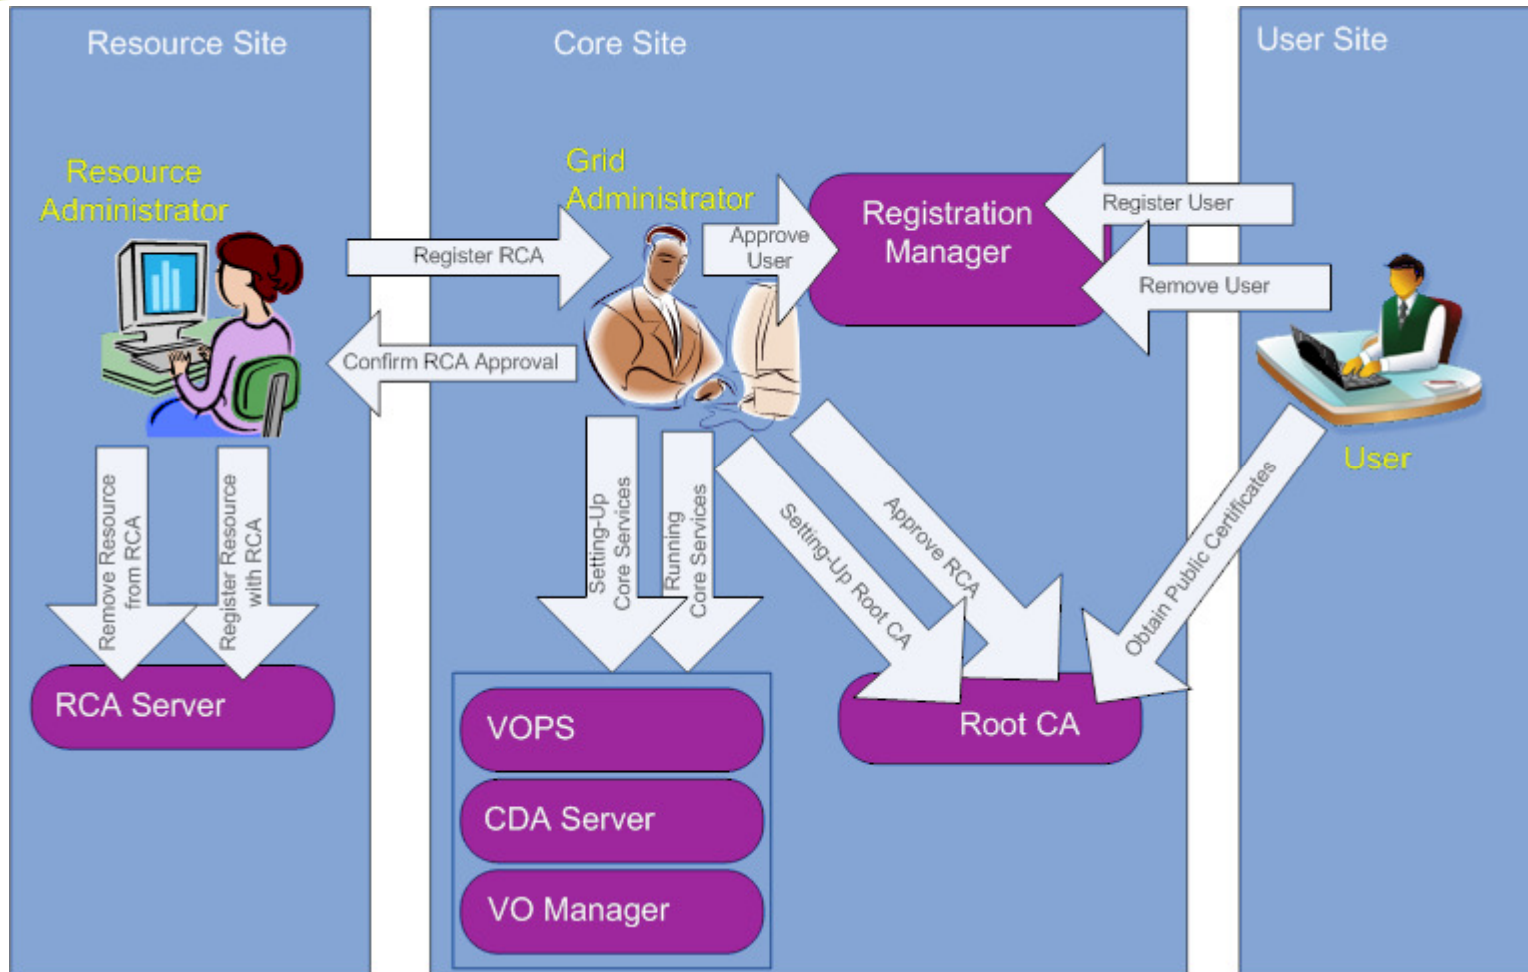 Resource Site
Core Site
User Site
Resource
Administrator
Grid
Administrator
Registration
Manager
Register User
Approve
User
Register RCA
Remove User
Confirm RCA Approval
User
Remove Resource
from RCA
Register Resource
with RCA
Setting-Up
Core Services
Running
Core Services
Setting-Up Root CA
Approve RCA
Obtain Public Certificates
RCA Server
VOPS
Root CA
CDA Server
VO Manager